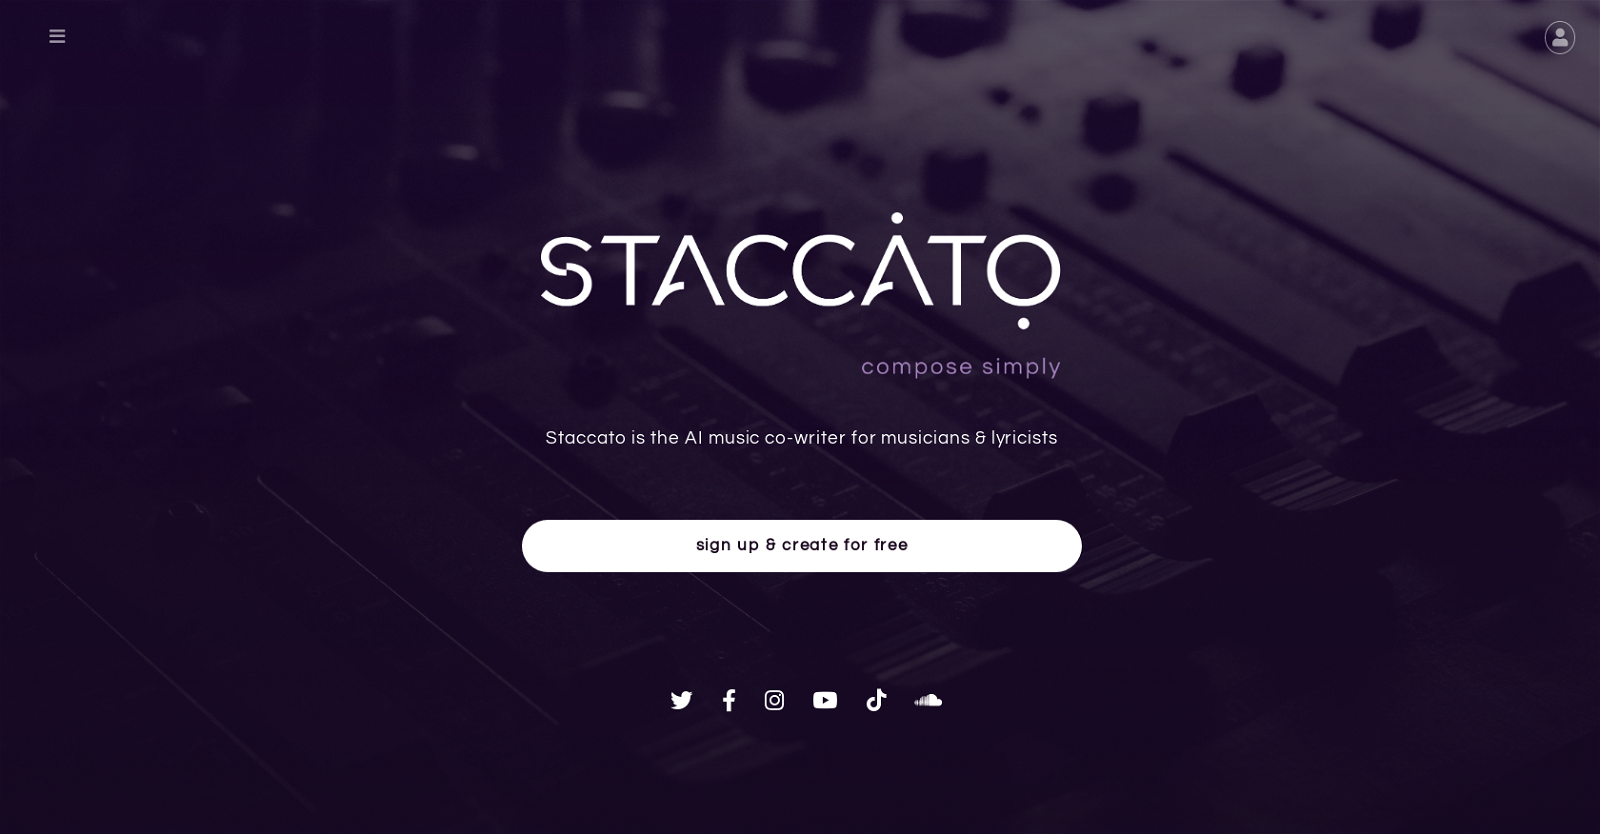 STACCATO
compose simply
Staccato is the AI music co-writer for musicians & lyricists
sign up & create for free